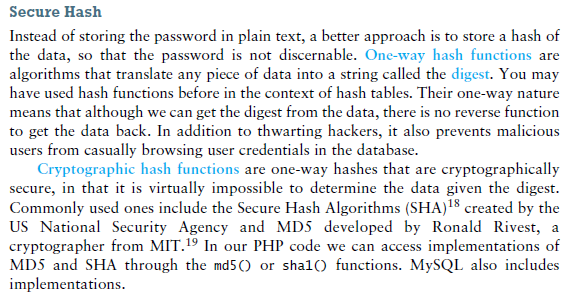 Secure Hash
Instead of storing the password in plain text, a better approach is to store a hash of
the data, so that the password is not discernable. One-way hash functions are
algorithms that translate any piece of data into a string called the digest. You may
have used hash functions before in the context of hash tables. Their one-way nature
means that although we can get the digest from the data, there is no reverse function
to get the data back. In addition to thwarting hackers, it also prevents malicious
users from casually browsing user credentials in the database.
Cryptographic hash functions are one-way hashes that are cryptographically
secure, in that it is virtually impossible to determine the data given the digest.
Commonly used ones include the Secure Hash Algorithms (SHA)18 created by the
US National Security Agency and MD5 developed by Ronald Rivest, a
cryptographer from MIT.19 In our PHP code we can access implementations of
MD5 and SHA through the md5() or sha1() functions. MySQL also includes
implementations.